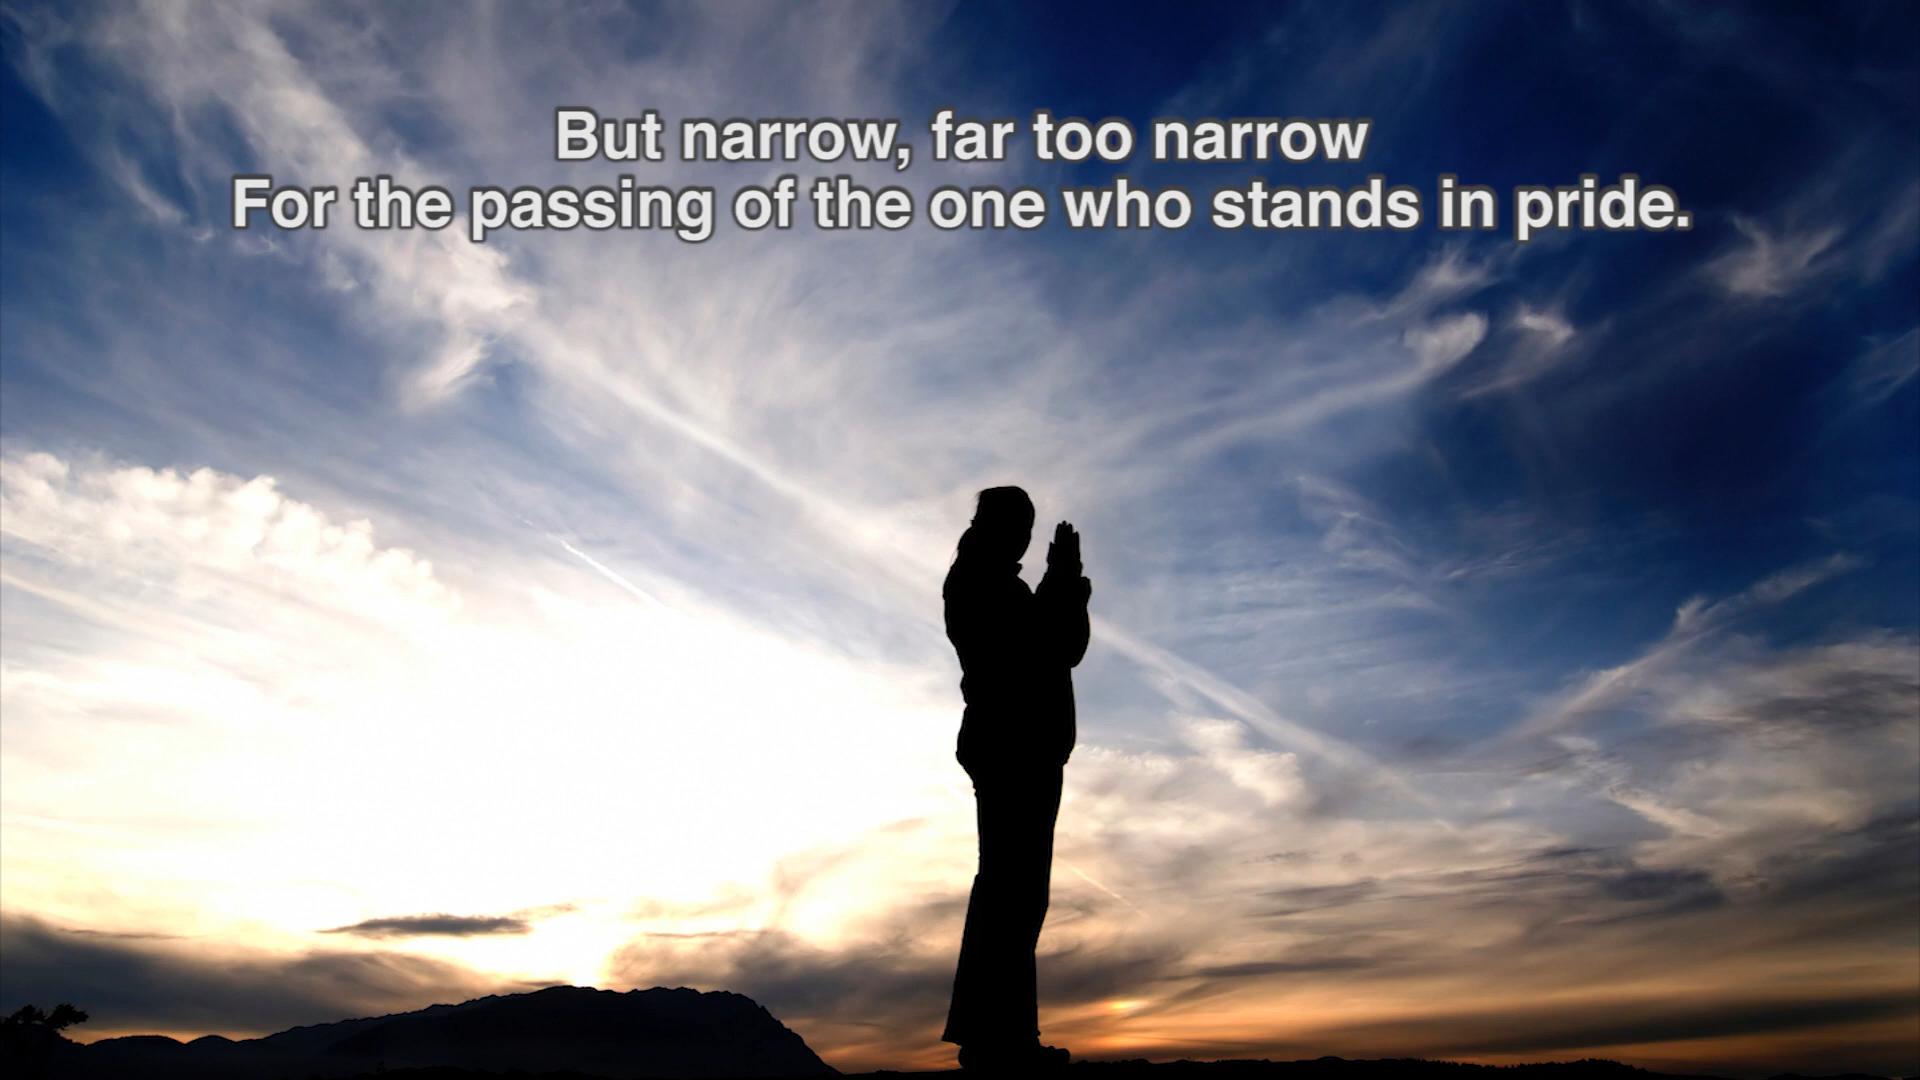 But narrow, far too narrow
For the passing of the one who stands in pride.